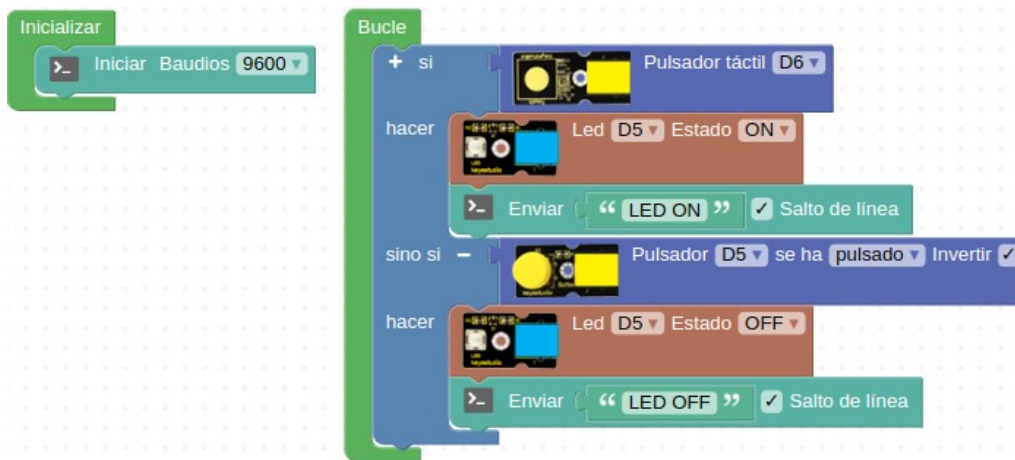 Inicializar
Iniciar Baudios 9600
Bucle
si Pulsador táctil D6
hacer Led D5 Estado ON
Enviar “ LED ON ” Salto de línea
sino si Pulsador D5 se ha pulsado Invertir
hacer Led D5 Estado OFF
Enviar “ LED OFF ” Salto de línea